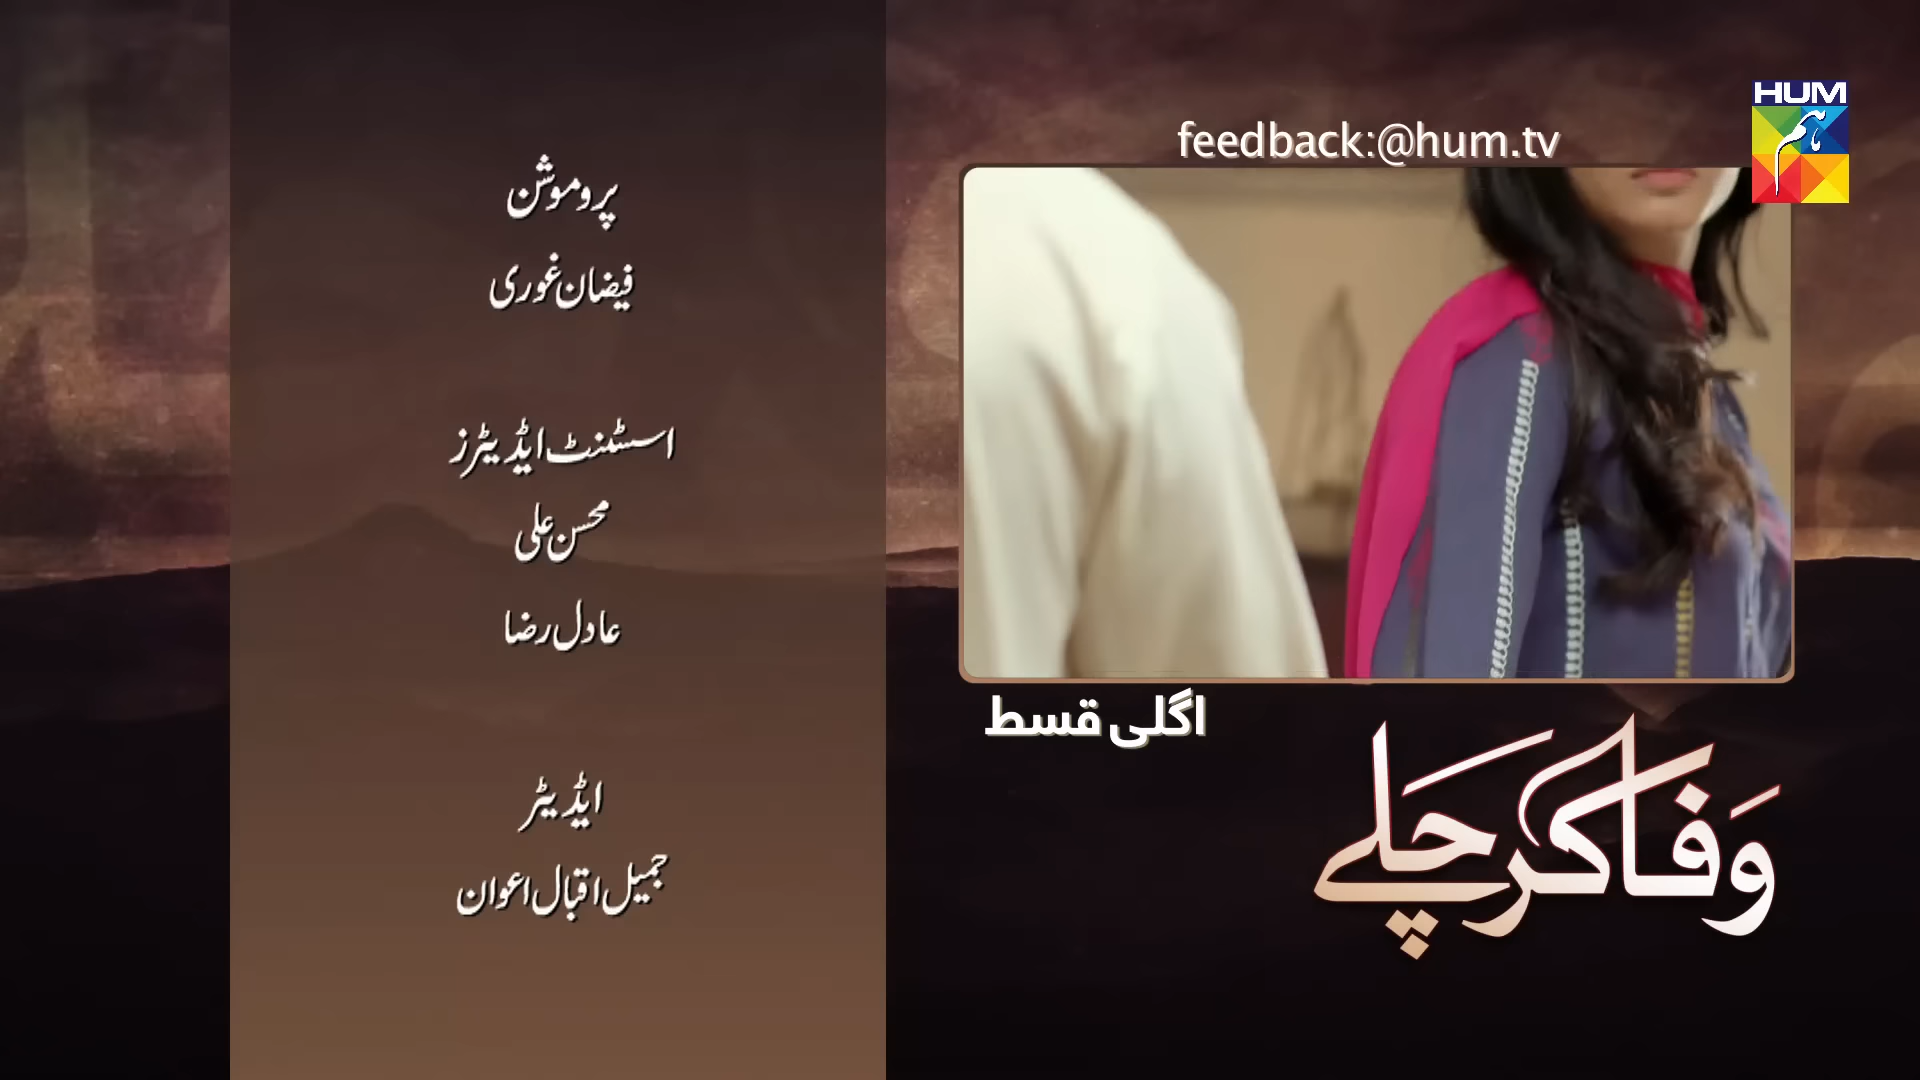 پروموشن
فیضان غوری
اسسٹنٹ ایڈیٹرز
محسن علی
عادل رضا
ایڈیٹر
جمیل اقبال اعوان
HUM
ہم
feedback:@hum.tv
اگلی قسط
وفا کر چلے